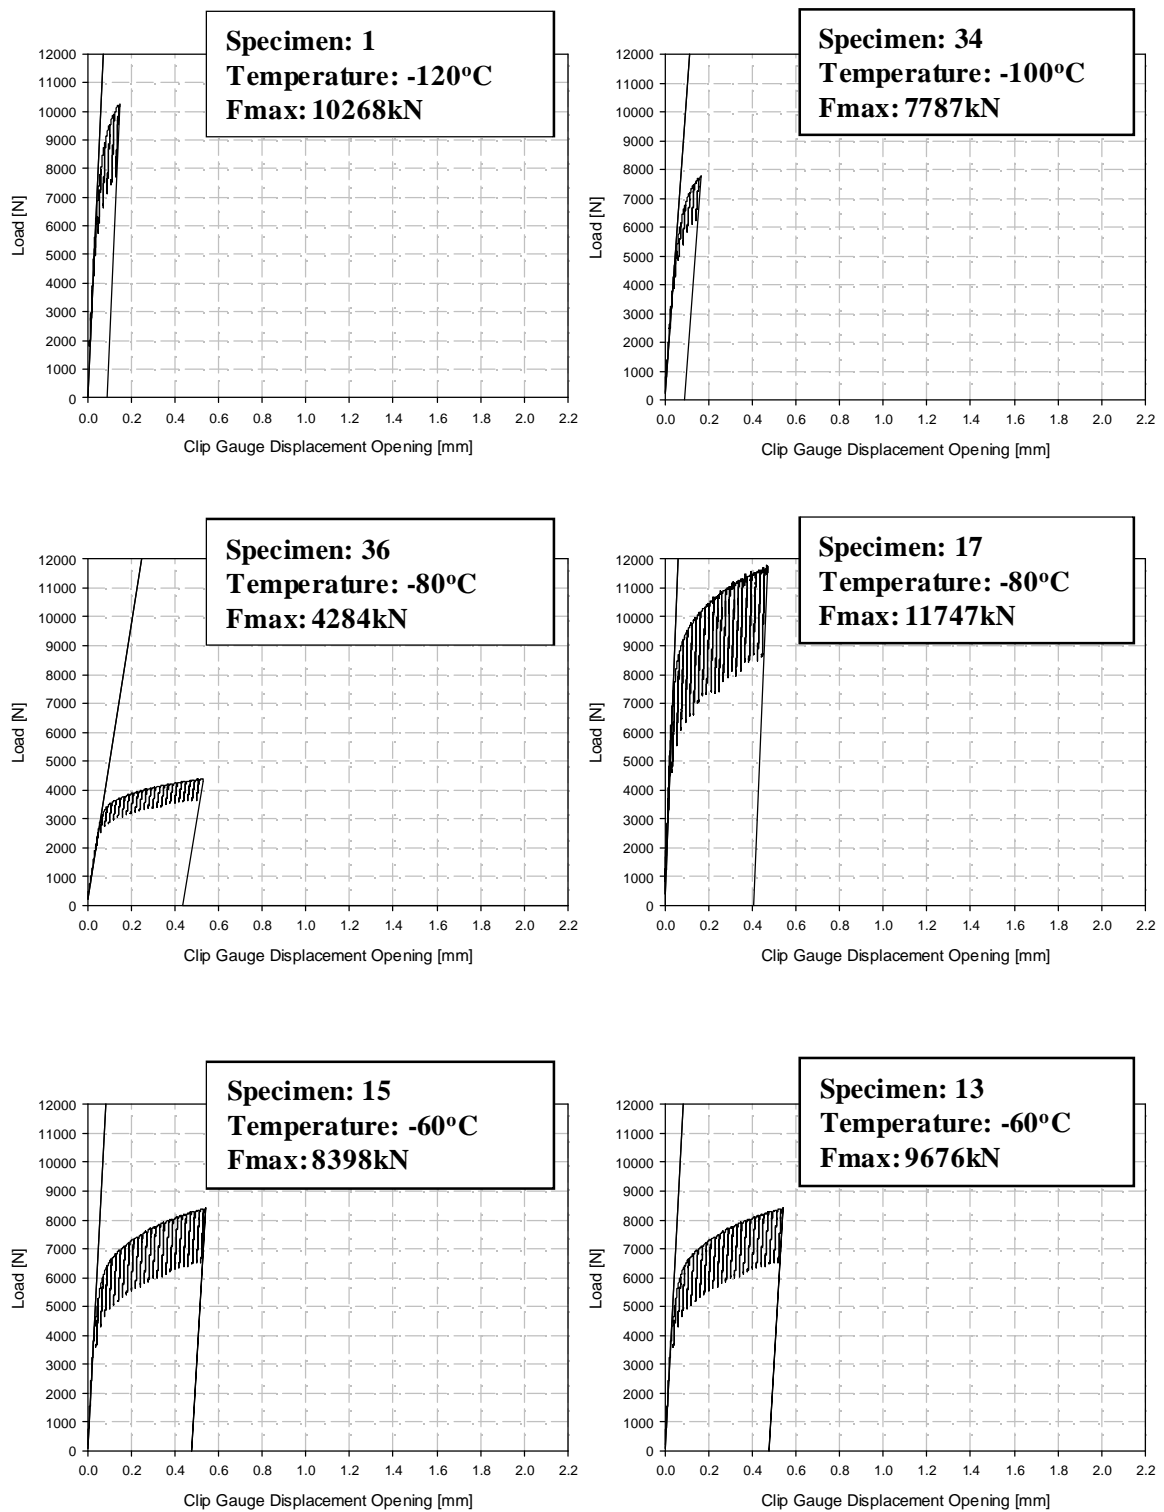 Specimen: 1
Temperature: -120°C
Fmax: 10268kN
12000
11000
10000
9000
8000
7000
6000
5000
4000
3000
2000
1000
0
Load [N]
0.0 0.2 0.4 0.6 0.8 1.0 1.2 1.4 1.6 1.8 2.0 2.2
Clip Gauge Displacement Opening [mm]
Specimen: 34
Temperature: -100°C
Fmax: 7787kN
12000
11000
10000
9000
8000
7000
6000
5000
4000
3000
2000
1000
0
Load [N]
0.0 0.2 0.4 0.6 0.8 1.0 1.2 1.4 1.6 1.8 2.0 2.2
Clip Gauge Displacement Opening [mm]
Specimen: 36
Temperature: -80°C
Fmax: 4284kN
12000
11000
10000
9000
8000
7000
6000
5000
4000
3000
2000
1000
0
Load [N]
0.0 0.2 0.4 0.6 0.8 1.0 1.2 1.4 1.6 1.8 2.0 2.2
Clip Gauge Displacement Opening [mm]
Specimen: 17
Temperature: -80°C
Fmax: 11747kN
12000
11000
10000
9000
8000
7000
6000
5000
4000
3000
2000
1000
0
Load [N]
0.0 0.2 0.4 0.6 0.8 1.0 1.2 1.4 1.6 1.8 2.0 2.2
Clip Gauge Displacement Opening [mm]
Specimen: 15
Temperature: -60°C
Fmax: 8398kN
12000
11000
10000
9000
8000
7000
6000
5000
4000
3000
2000
1000
0
Load [N]
0.0 0.2 0.4 0.6 0.8 1.0 1.2 1.4 1.6 1.8 2.0 2.2
Clip Gauge Displacement Opening [mm]
Specimen: 13
Temperature: -60°C
Fmax: 9676kN
12000
11000
10000
9000
8000
7000
6000
5000
4000
3000
2000
1000
0
Load [N]
0.0 0.2 0.4 0.6 0.8 1.0 1.2 1.4 1.6 1.8 2.0 2.2
Clip Gauge Displacement Opening [mm]